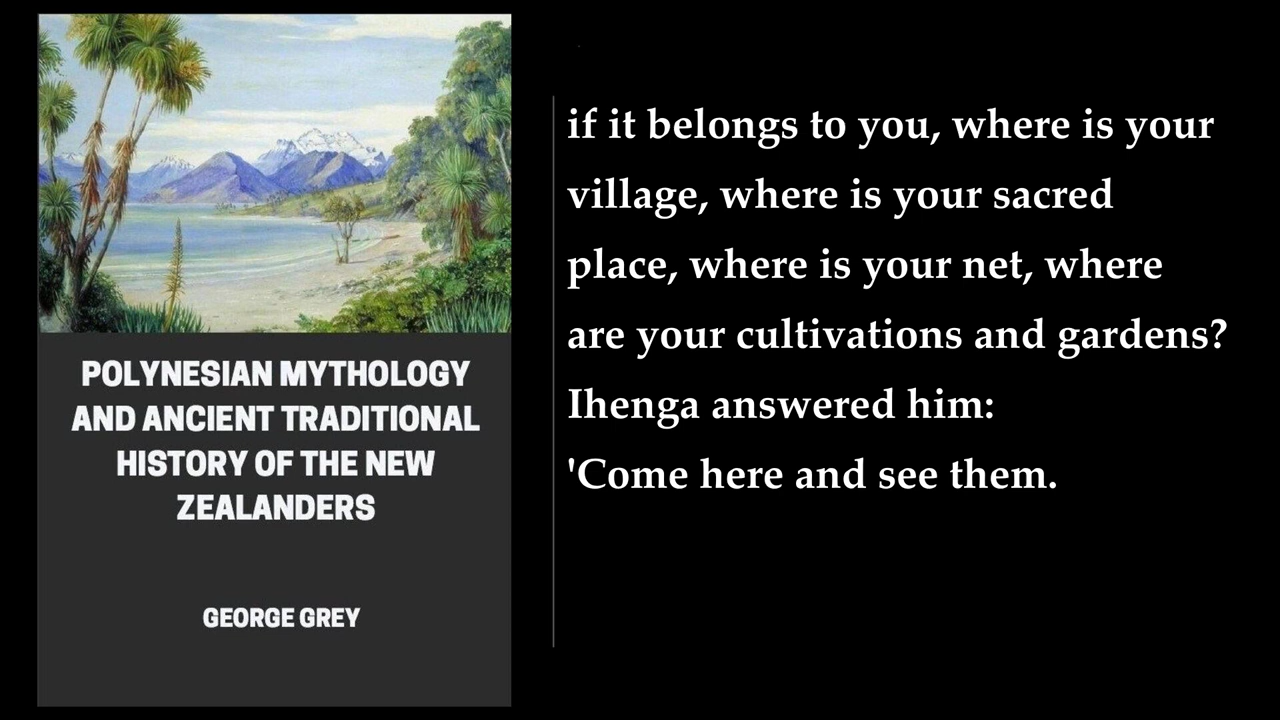 POLYNESIAN MYTHOLOGY
AND ANCIENT TRADITIONAL
HISTORY OF THE NEW
ZEALANDERS
GEORGE GREY
if it belongs to you, where is your
village, where is your sacred
place, where is your net, where
are your cultivations and gardens?
Ihenga answered him:
'Come here and see them.